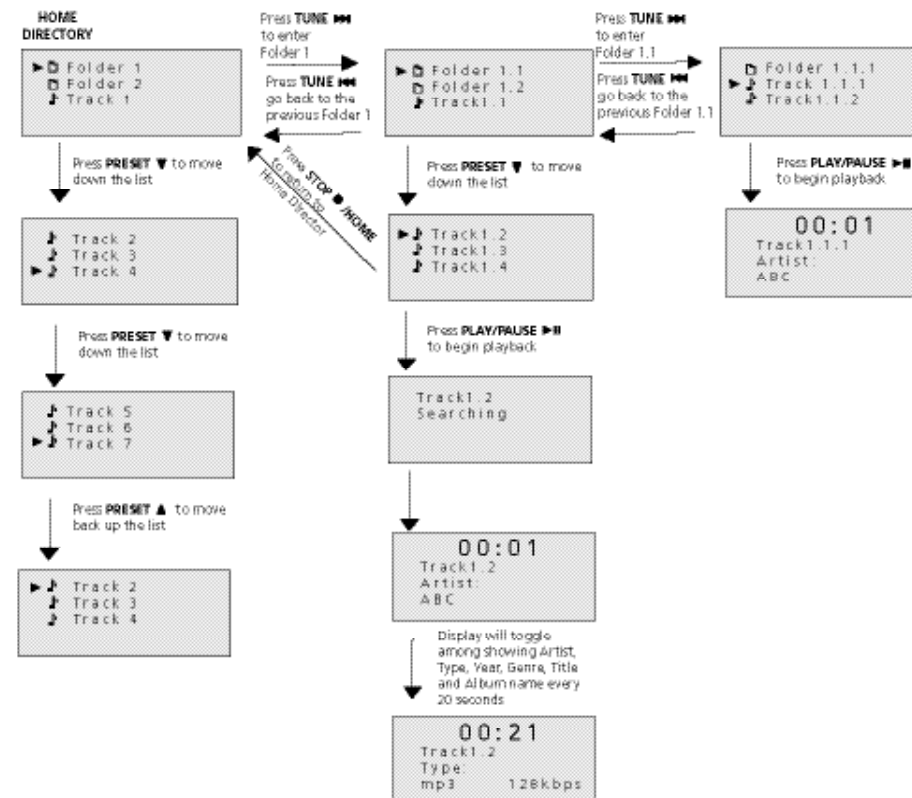 HOME
DIRECTORY
▶ Folder 1
Folder 2
♪ Track 1
Press TUNE ⏭
to enter
Folder 1
Press TUNE ⏮
go back to the
previous Folder 1
▶ Folder 1.1
Folder 1.2
♪ Track1.1
Press TUNE ⏭
to enter
Folder 1.1
Press TUNE ⏮
go back to the
previous Folder 1.1
Folder 1.1.1
▶ ♪ Track 1.1.1
♪ Track1.1.2
Press PRESET ▼ to move
down the list
Press STOP ■ /HOME
to return to
Home Director
Press PRESET ▼ to move
down the list
Press PLAY/PAUSE ▶❚❚
to begin playback
♪ Track 2
♪ Track 3
▶ ♪ Track 4
▶ ♪ Track1.2
♪ Track1.3
♪ Track1.4
00:01
Track1.1.1
Artist:
ABC
Press PRESET ▼ to move
down the list
Press PLAY/PAUSE ▶❚❚
to begin playback
♪ Track 5
♪ Track 6
▶ ♪ Track 7
Track1.2
Searching
Press PRESET ▲ to move
back up the list
▶ ♪ Track 2
♪ Track 3
♪ Track 4
00:01
Track1.2
Artist:
ABC
Display will toggle
among showing Artist,
Type, Year, Genre, Title
and Album name every
20 seconds
00:21
Track1.2
Type:
mp3 128kbps